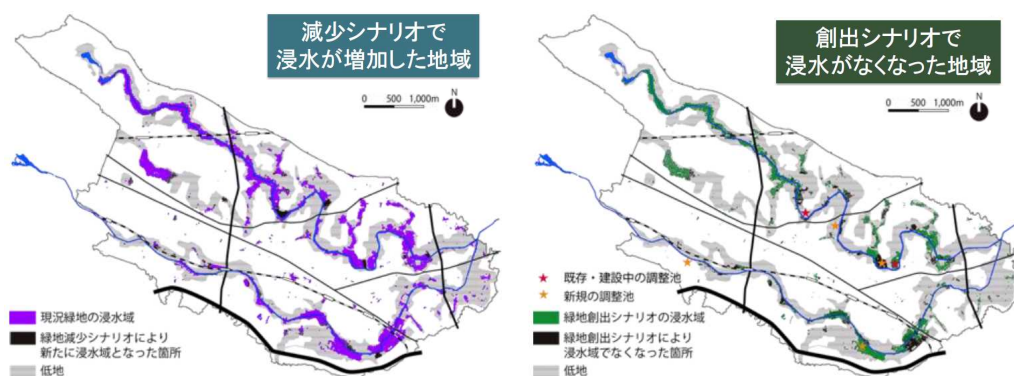 減少シナリオで
浸水が増加した地域
N
0 500 1,000m
現況緑地の浸水域
緑地減少シナリオにより
新たに浸水域となった箇所
低地
創出シナリオで
浸水がなくなった地域
N
0 500 1,000m
既存・建設中の調整池
新規の調整池
緑地創出シナリオの浸水域
緑地創出シナリオにより
浸水域でなくなった箇所
低地